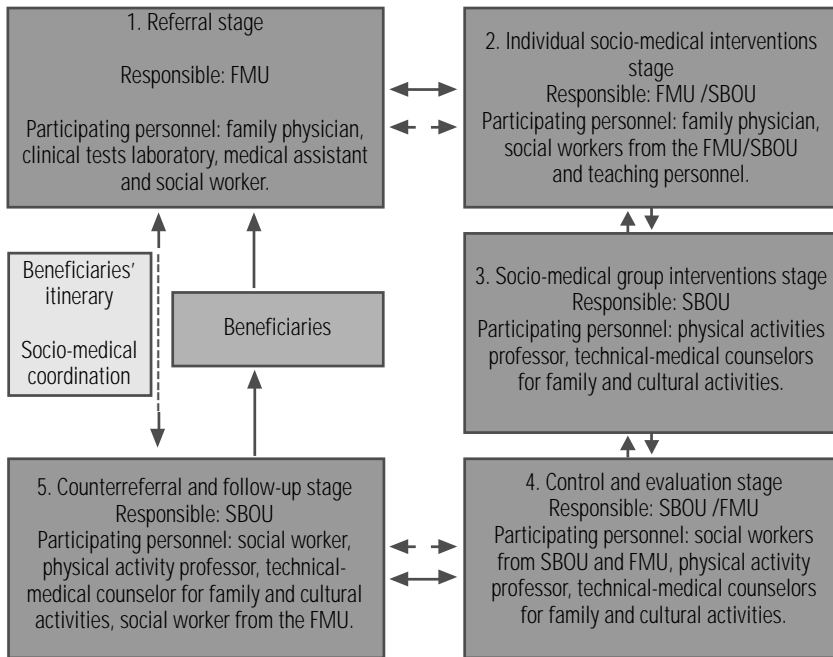 1. Referral stage
Responsible: FMU
Participating personnel: family physician,
clinical tests laboratory, medical assistant
and social worker.
2. Individual socio-medical interventions
stage
Responsible: FMU /SBOU
Participating personnel: family physician,
social workers from the FMU/SBOU
and teaching personnel.
Beneficiaries'
itinerary
Socio-medical
coordination
Beneficiaries
3. Socio-medical group interventions stage
Responsible: SBOU
Participating personnel: physical activities
professor, technical-medical counselors
for family and cultural activities.
5. Counterreferral and follow-up stage
Responsible: SBOU
Participating personnel: social worker,
physical activity professor, technical-
medical counselor for family and cultural
activities, social worker from the FMU.
4. Control and evaluation stage
Responsible: SBOU /FMU
Participating personnel: social workers
from SBOU and FMU, physical activity
professor, technical-medical counselors
for family and cultural activities.